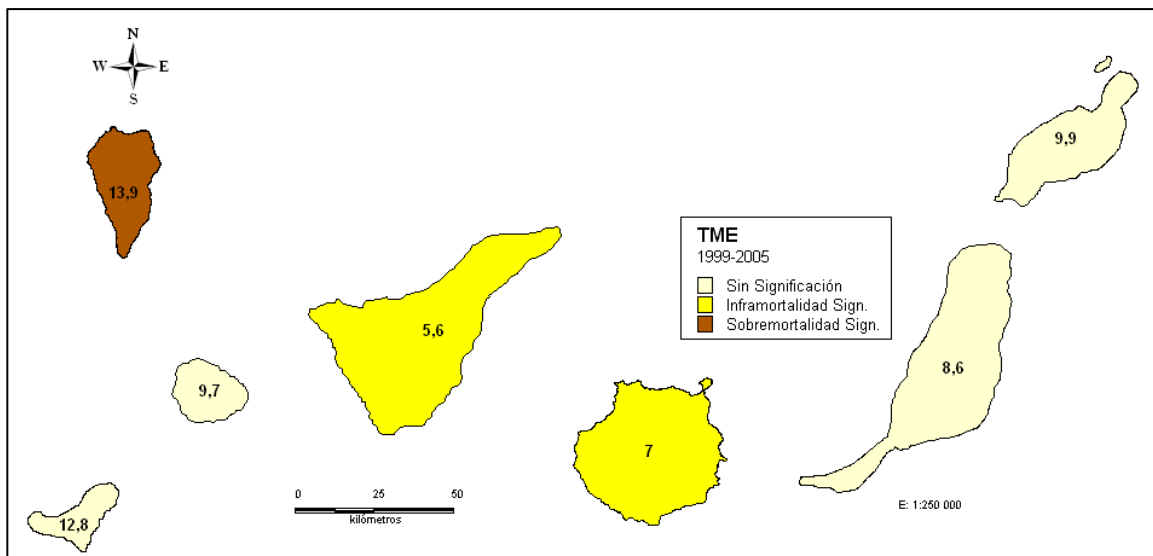 N
W E
S
9,9
13,9
TME
1999-2005
Sin Significación
Inframortalidad Sign.
Sobremortalidad Sign.
5,6
8,6
9,7
7
0 25 50
kilómetros
E: 1:250 000
12,8